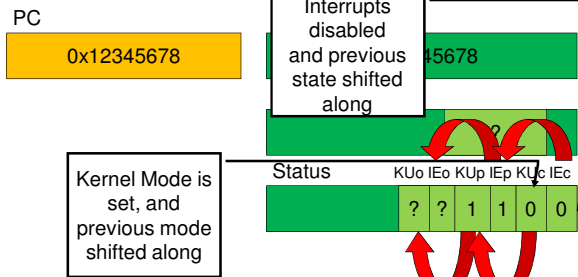 PC
Interrupts
disabled
and previous
state shifted
along
0x12345678
45678
?
Kernel Mode is
set, and
previous mode
shifted along
Status
KUo IEo KUp IEp KUc IEc
? ? 1 1 0 0